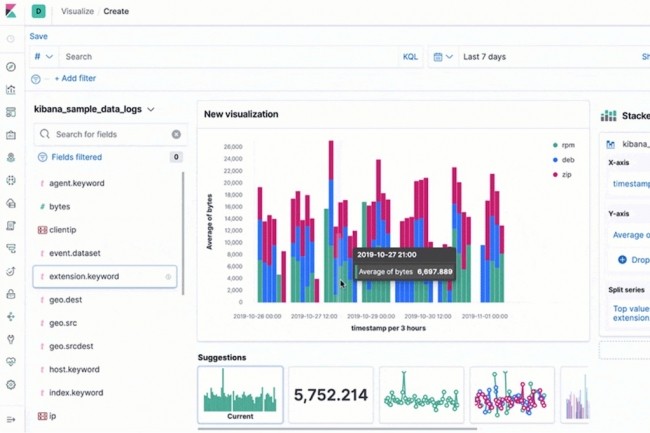 D Visualize / Create
Save
# Search KQL Last 7 days Sh
+ Add filter
kibana_sample_data_logs
Search for fields
Fields filtered 0
t agent.keyword
# bytes
clientip
t event.dataset
t extension.keyword
t geo.dest
t geo.src
t geo.srcdest
t host.keyword
t index.keyword
ip
New visualization
28,000
26,000
24,000
22,000
20,000
18,000
16,000
14,000
12,000
10,000
8,000
6,000
4,000
2,000
0
Average of bytes
rpm
deb
zip
2019-10-27 21:00
Average of bytes 6,697.889
2019-10-26 00:00 2019-10-27 12:00 2019-10-29 00:00 2019-10-30 12:00 2019-11-01 00:00
timestamp per 3 hours
Suggestions
Current
5,752.214
Stacke
kibana_
X-axis
timestamp
Y-axis
Average o
Drop
Split series
Top value
extension